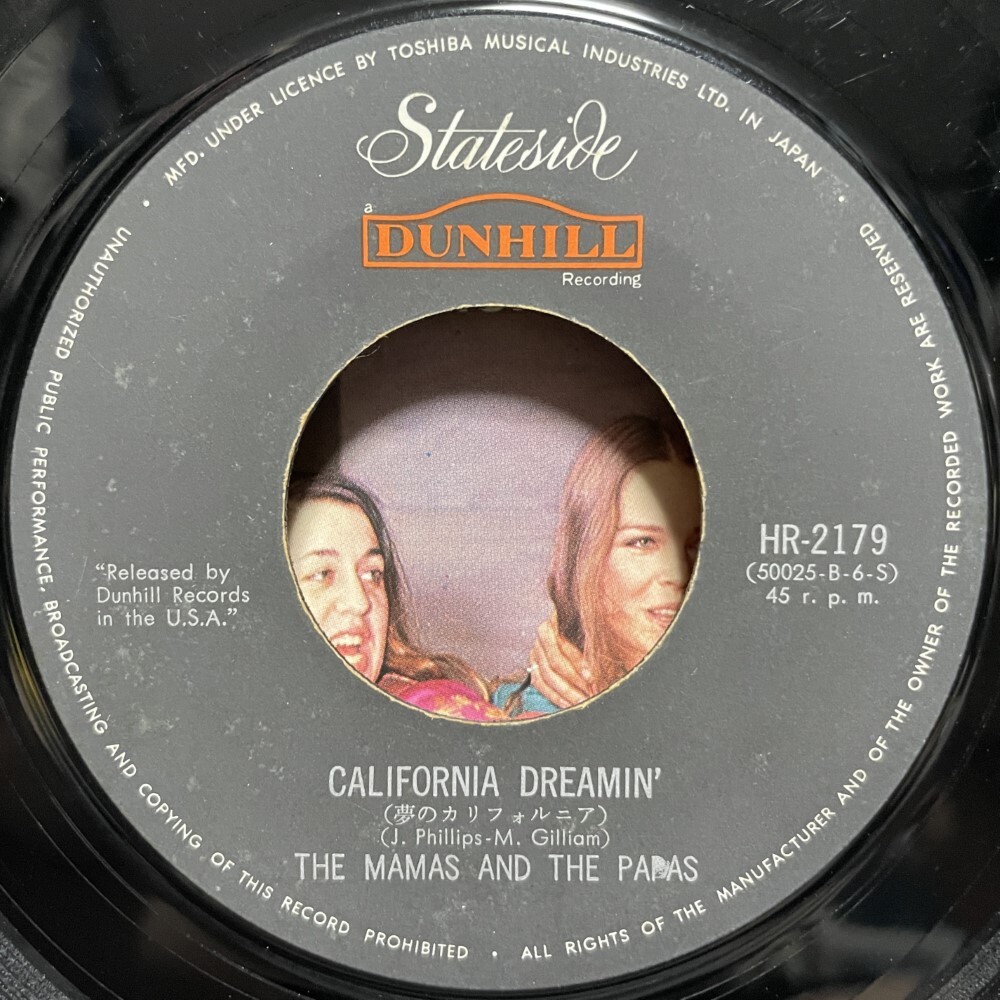 MFD. UNDER LICENCE BY TOSHIBA MUSICAL INDUSTRIES LTD. IN JAPAN
Stateside
a
DUNHILL
Recording
"Released by
Dunhill Records
in the U.S.A."
HR-2179
(50025-B-6-S)
45 r. p. m.
CALIFORNIA DREAMIN'
(夢のカリフォルニア)
(J. Phillips-M. Gilliam)
THE MAMAS AND THE PAPAS
UNAUTHORIZED PUBLIC PERFORMANCE, BROADCASTING AND COPYING OF THIS RECORD PROHIBITED • ALL RIGHTS OF THE MANUFACTURER AND OF THE OWNER OF THE RECORDED WORK ARE RESERVED